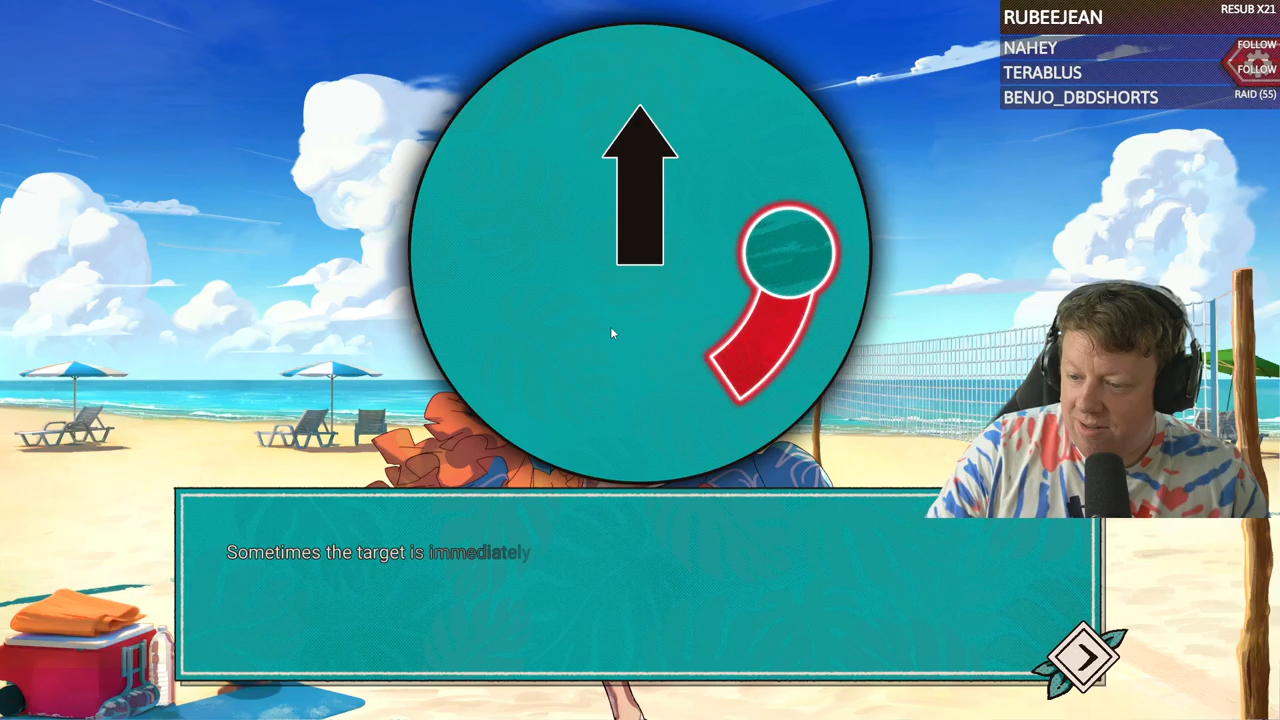 RUBEEJEAN RESUB X21
NAHEY FOLLOW
TERABLUS FOLLOW
BENJO_DBDSHORTS RAID (55)
Sometimes the target is immediately